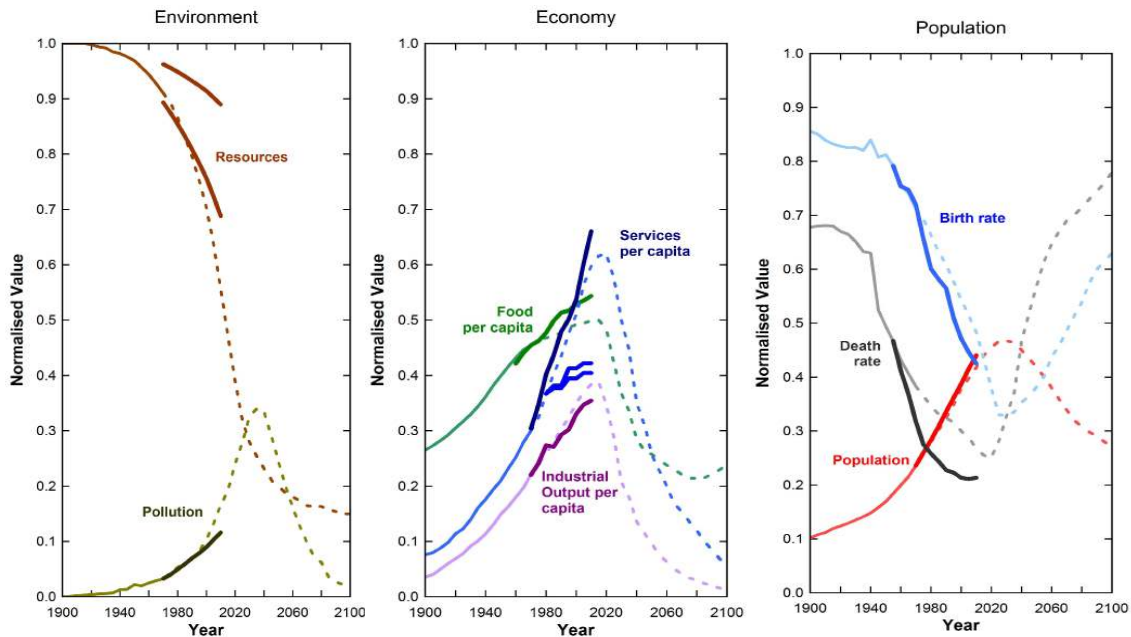 Environment
1.0
0.9
0.8
0.7
0.6
0.5
0.4
0.3
0.2
0.1
0.0
Normalised Value
Resources
Pollution
1900 1940 1980 2020 2060 2100
Year
Economy
1.0
0.9
0.8
0.7
0.6
0.5
0.4
0.3
0.2
0.1
0.0
Normalised Value
Services
per capita
Food
per capita
Industrial
Output per
capita
1900 1940 1980 2020 2060 2100
Year
Population
1.0
0.9
0.8
0.7
0.6
0.5
0.4
0.3
0.2
0.1
0.0
Normalised Value
Birth rate
Death
rate
Population
1900 1940 1980 2020 2060 2100
Year